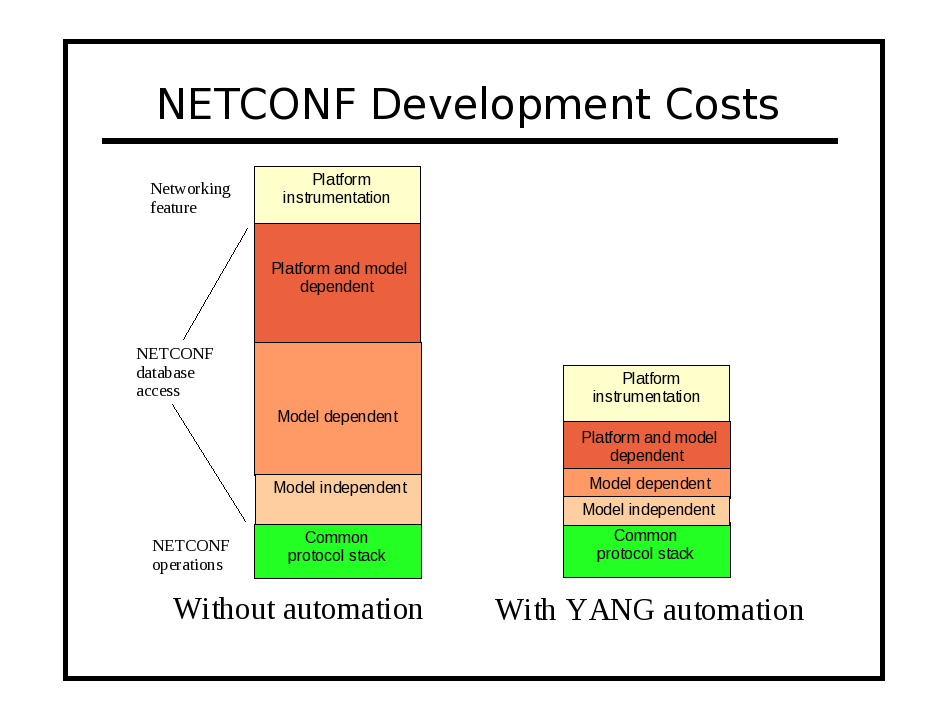 NETCONF Development Costs
Networking
feature
NETCONF
database
access
NETCONF
operations
Platform
instrumentation
Platform and model
dependent
Model dependent
Model independent
Common
protocol stack
Without automation
Platform
instrumentation
Platform and model
dependent
Model dependent
Model independent
Common
protocol stack
With YANG automation